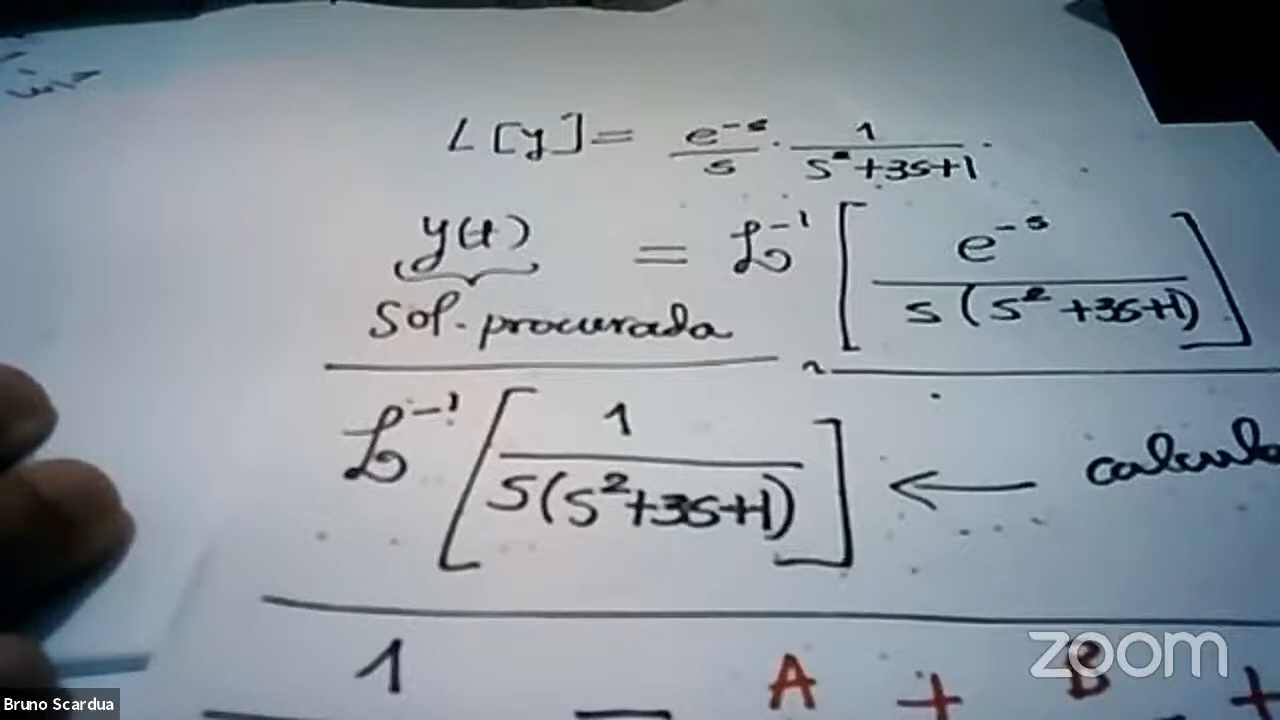 L[y] = e^-s/s · 1/(s²+3s+1) .
y(t) = ℒ^-1 [ e^-s / s(s²+3s+1) ]
sol. procurada
ℒ^-1 [ 1 / s(s²+3s+1) ] ← calcula
1 = A + B +
zoom
Bruno Scardua